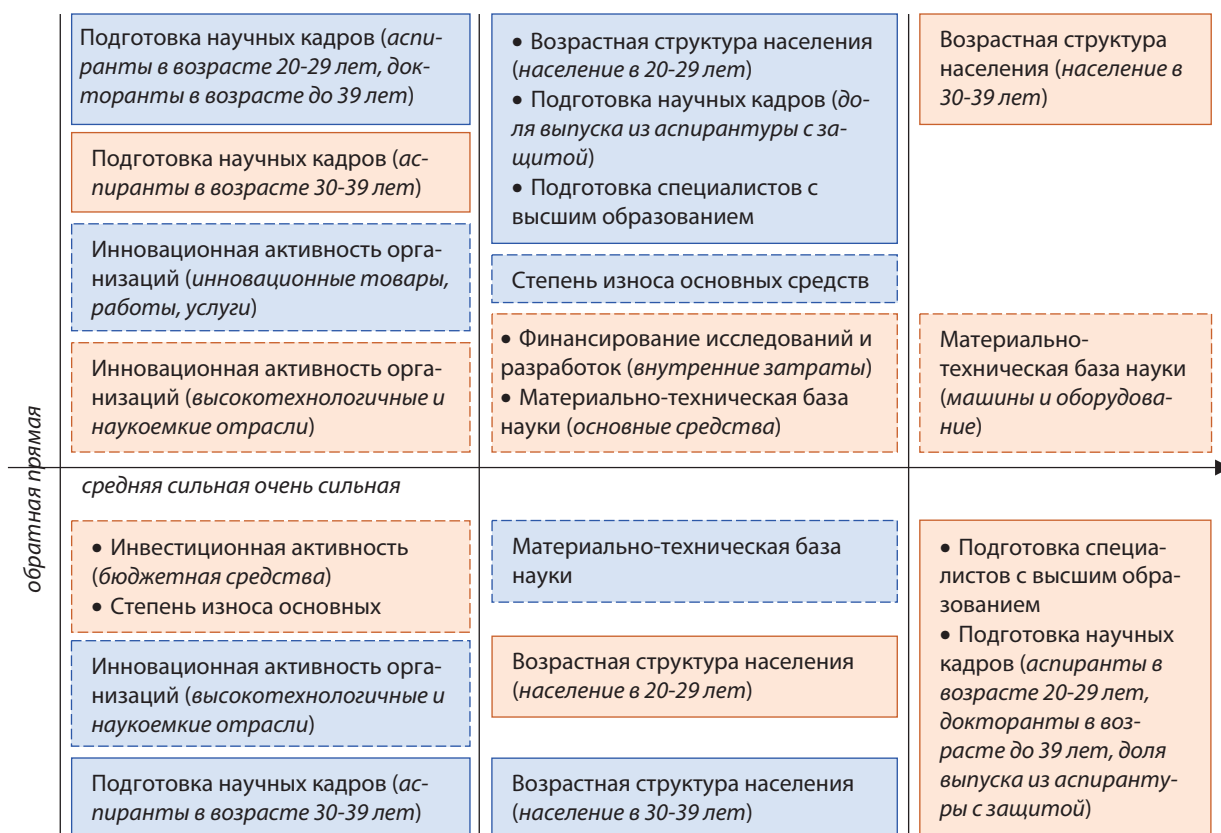 Подготовка научных кадров (аспи-
ранты в возрасте 20-29 лет, док-
торанты в возрасте до 39 лет)
Подготовка научных кадров (ас-
пиранты в возрасте 30-39 лет)
Инновационная активность орга-
низаций (инновационные товары,
работы, услуги)
Инновационная активность орга-
низаций (высокотехнологичные и
наукоемкие отрасли)
• Возрастная структура населения
(население в 20-29 лет)
• Подготовка научных кадров (до-
ля выпуска из аспирантуры с за-
щитой)
• Подготовка специалистов с
высшим образованием
Степень износа основных средств
• Финансирование исследований и
разработок (внутренние затраты)
• Материально-техническая база
науки (основные средства)
Возрастная структура
населения (население в
30-39 лет)
Материально-
техническая база науки
(машины и оборудова-
ние)
обратная прямая
средняя сильная очень сильная
• Инвестиционная активность
(бюджетная средства)
• Степень износа основных
Инновационная активность орга-
низаций (высокотехнологичные и
наукоемкие отрасли)
Подготовка научных кадров (ас-
пиранты в возрасте 30-39 лет)
Материально-техническая база
науки
Возрастная структура населения
(население в 20-29 лет)
Возрастная структура населения
(население в 30-39 лет)
• Подготовка специа-
листов с высшим обра-
зованием
• Подготовка научных
кадров (аспиранты в
возрасте 20-29 лет,
докторанты в воз-
расте до 39 лет, доля
выпуска из аспиранту-
ры с защитой)